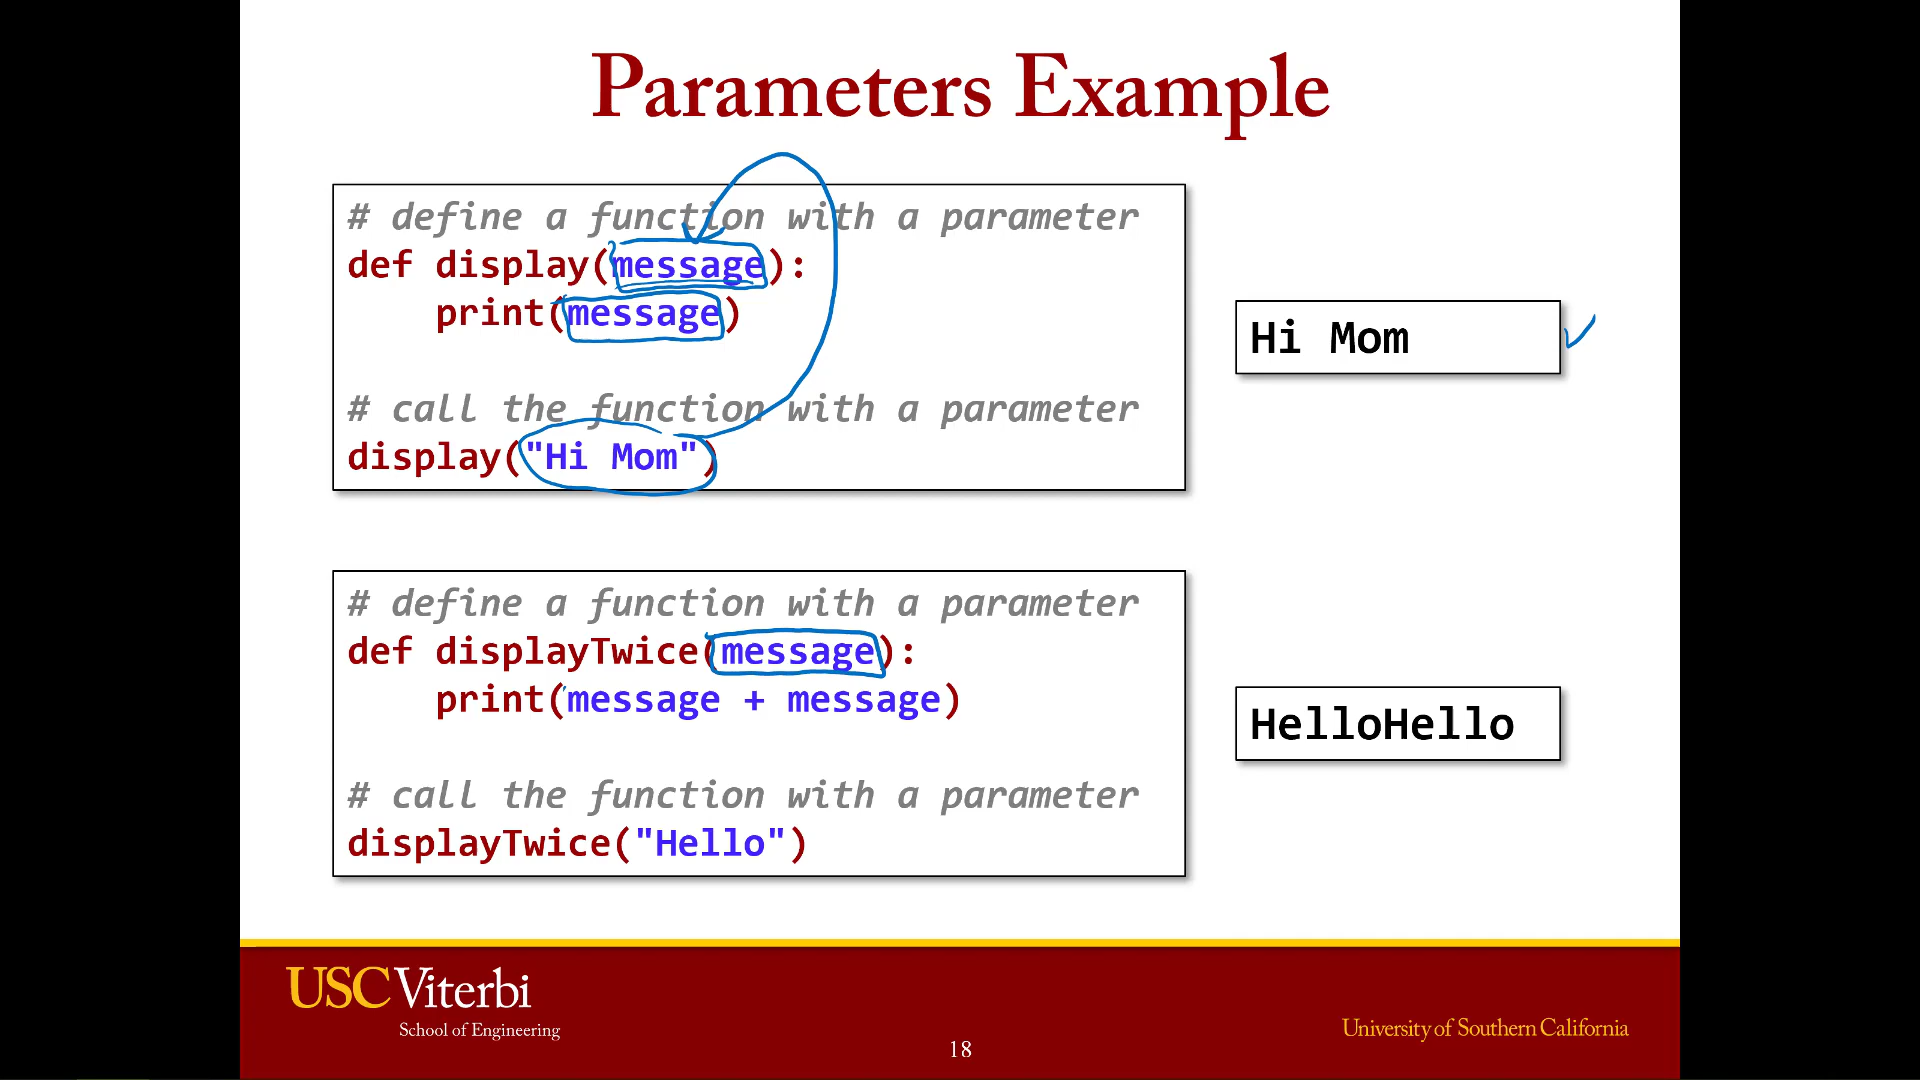 Parameters Example
# define a function with a parameter
def display(message):
    print(message)
# call the function with a parameter
display("Hi Mom")
Hi Mom
# define a function with a parameter
def displayTwice(message):
    print(message + message)
# call the function with a parameter
displayTwice("Hello")
HelloHello
USC Viterbi
School of Engineering
University of Southern California
18